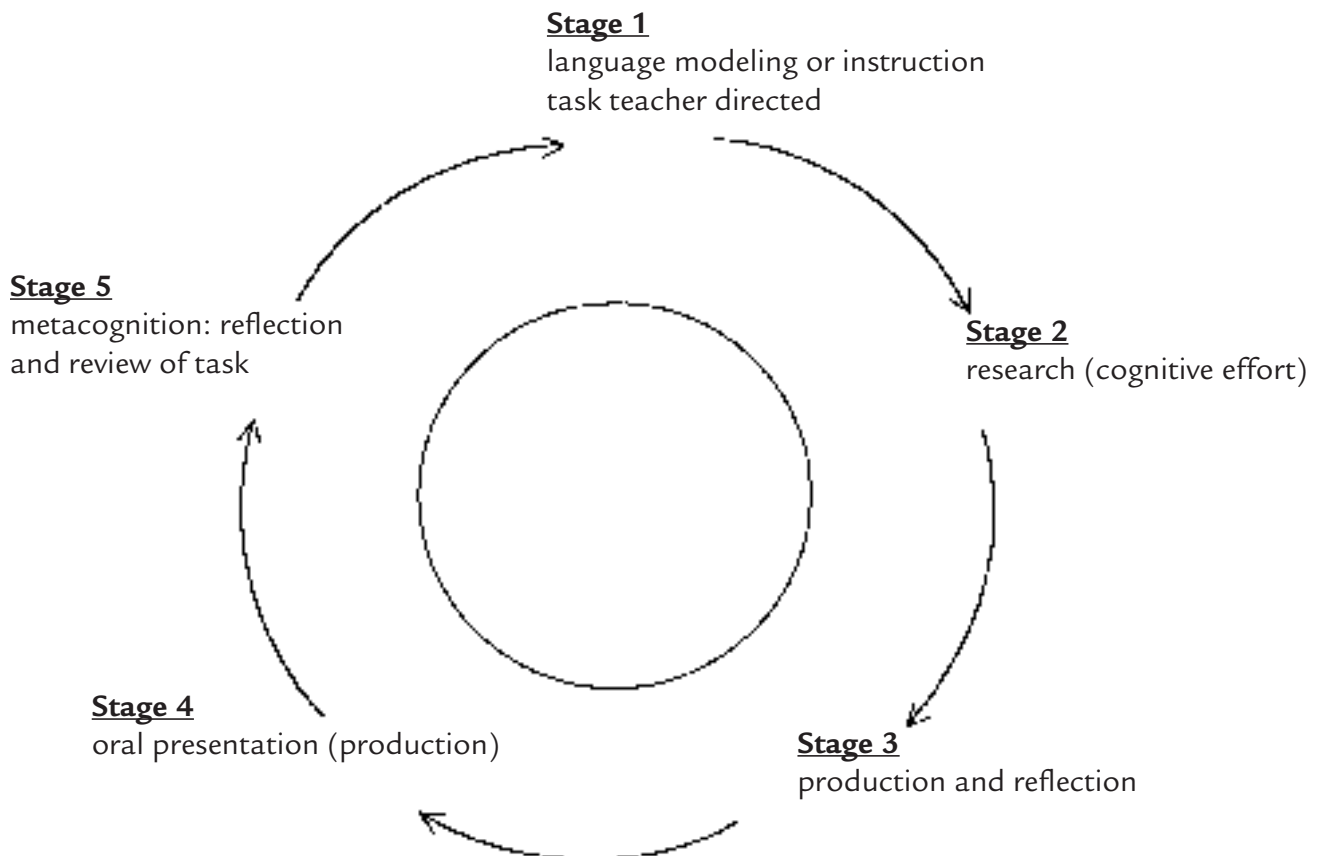 Stage 1
language modeling or instruction
task teacher directed
Stage 2
research (cognitive effort)
Stage 3
production and reflection
Stage 4
oral presentation (production)
Stage 5
metacognition: reflection
and review of task